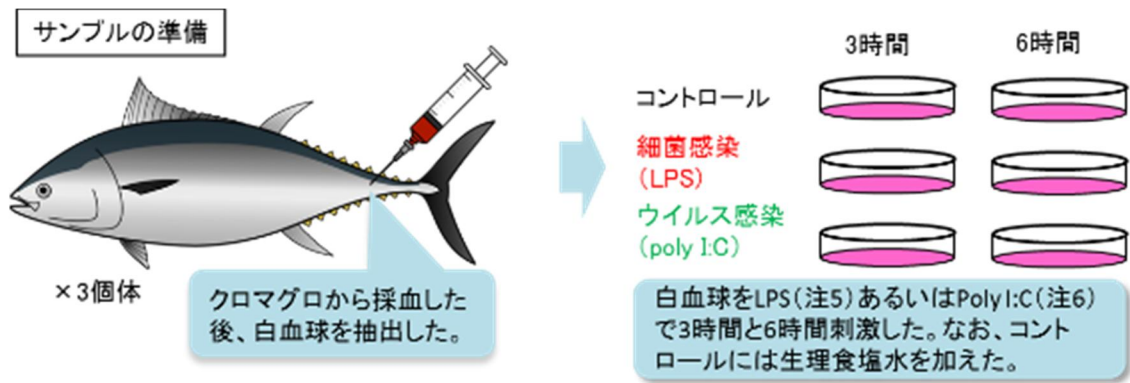 サンプルの準備
×3個体
クロマグロから採血した
後、白血球を抽出した。
3時間 6時間
コントロール
細菌感染
(LPS)
ウイルス感染
(poly I:C)
白血球をLPS(注5)あるいはPoly I:C(注6)
で3時間と6時間刺激した。なお、コント
ロールには生理食塩水を加えた。